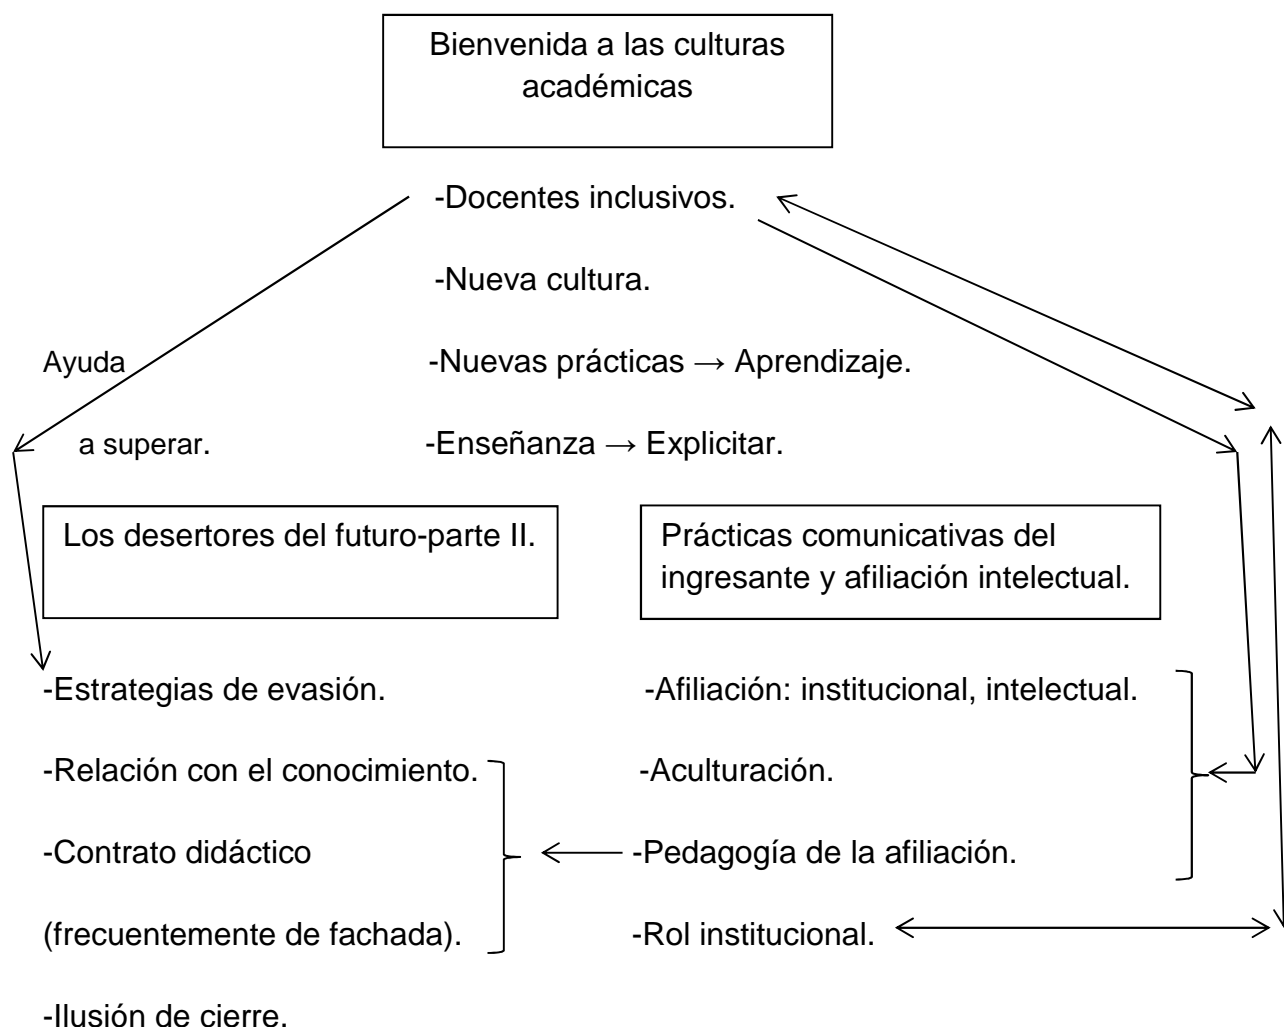 Bienvenida a las culturas
académicas
-Docentes inclusivos.
-Nueva cultura.
Ayuda
-Nuevas prácticas → Aprendizaje.
a superar.
-Enseñanza → Explicitar.
Los desertores del futuro-parte II.
Prácticas comunicativas del
ingresante y afiliación intelectual.
-Estrategias de evasión.
-Afiliación: institucional, intelectual.
-Relación con el conocimiento.
-Aculturación.
-Contrato didáctico
-Pedagogía de la afiliación.
(frecuentemente de fachada).
-Rol institucional.
-Ilusión de cierre.